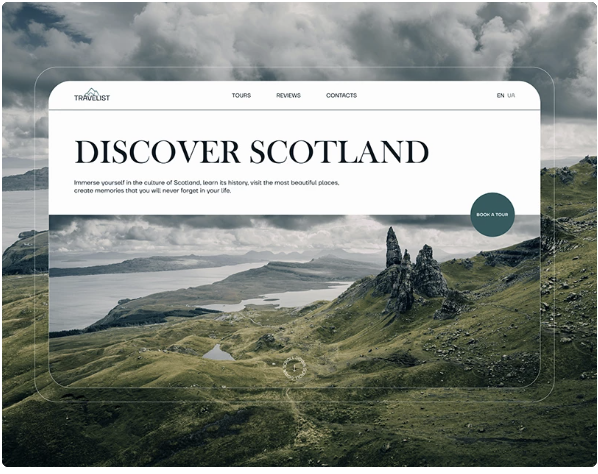 TRAVELIST
TOURS REVIEWS CONTACTS EN UA
DISCOVER SCOTLAND
Immerse yourself in the culture of Scotland, learn its history, visit the most beautiful places,
create memories that you will never forget in your life.
BOOK A TOUR